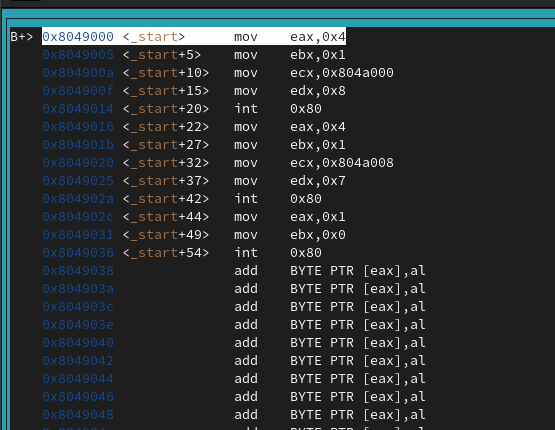 B+> 0x8049000 <_start> mov eax,0x4
0x8049005 <_start+5> mov ebx,0x1
0x804900a <_start+10> mov ecx,0x804a000
0x804900f <_start+15> mov edx,0x8
0x8049014 <_start+20> int 0x80
0x8049016 <_start+22> mov eax,0x4
0x804901b <_start+27> mov ebx,0x1
0x8049020 <_start+32> mov ecx,0x804a008
0x8049025 <_start+37> mov edx,0x7
0x804902a <_start+42> int 0x80
0x804902c <_start+44> mov eax,0x1
0x8049031 <_start+49> mov ebx,0x0
0x8049036 <_start+54> int 0x80
0x8049038 add BYTE PTR [eax],al
0x804903a add BYTE PTR [eax],al
0x804903c add BYTE PTR [eax],al
0x804903e add BYTE PTR [eax],al
0x8049040 add BYTE PTR [eax],al
0x8049042 add BYTE PTR [eax],al
0x8049044 add BYTE PTR [eax],al
0x8049046 add BYTE PTR [eax],al
0x8049048 add BYTE PTR [eax],al